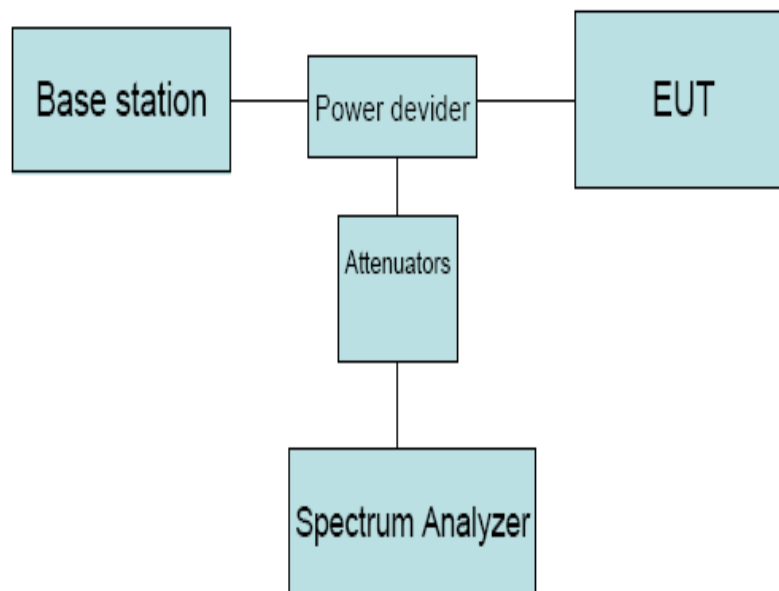 Base station
Power devider
EUT
Attenuators
Spectrum Analyzer